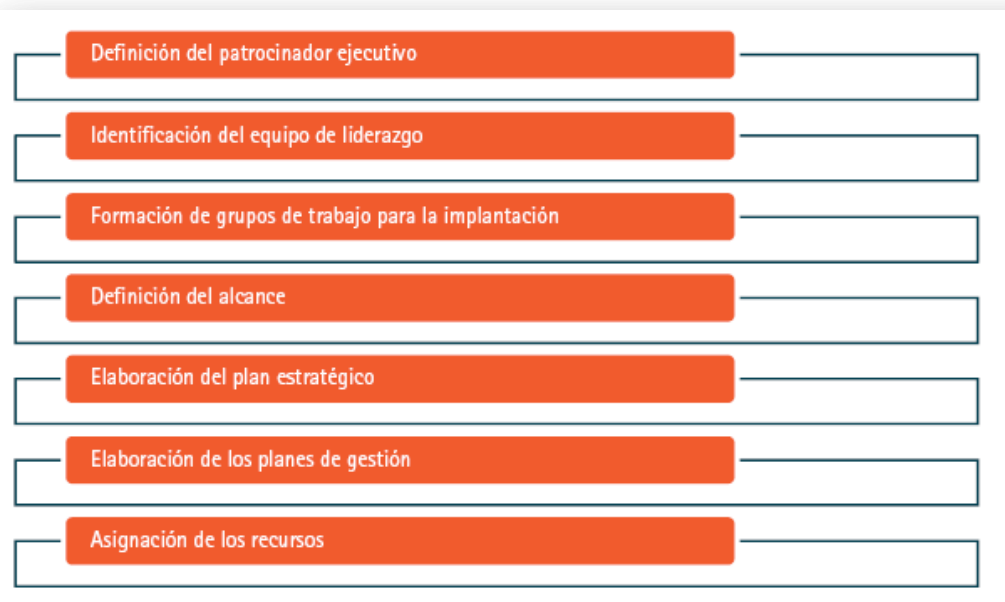 Definición del patrocinador ejecutivo
Identificación del equipo de liderazgo
Formación de grupos de trabajo para la implantación
Definición del alcance
Elaboración del plan estratégico
Elaboración de los planes de gestión
Asignación de los recursos